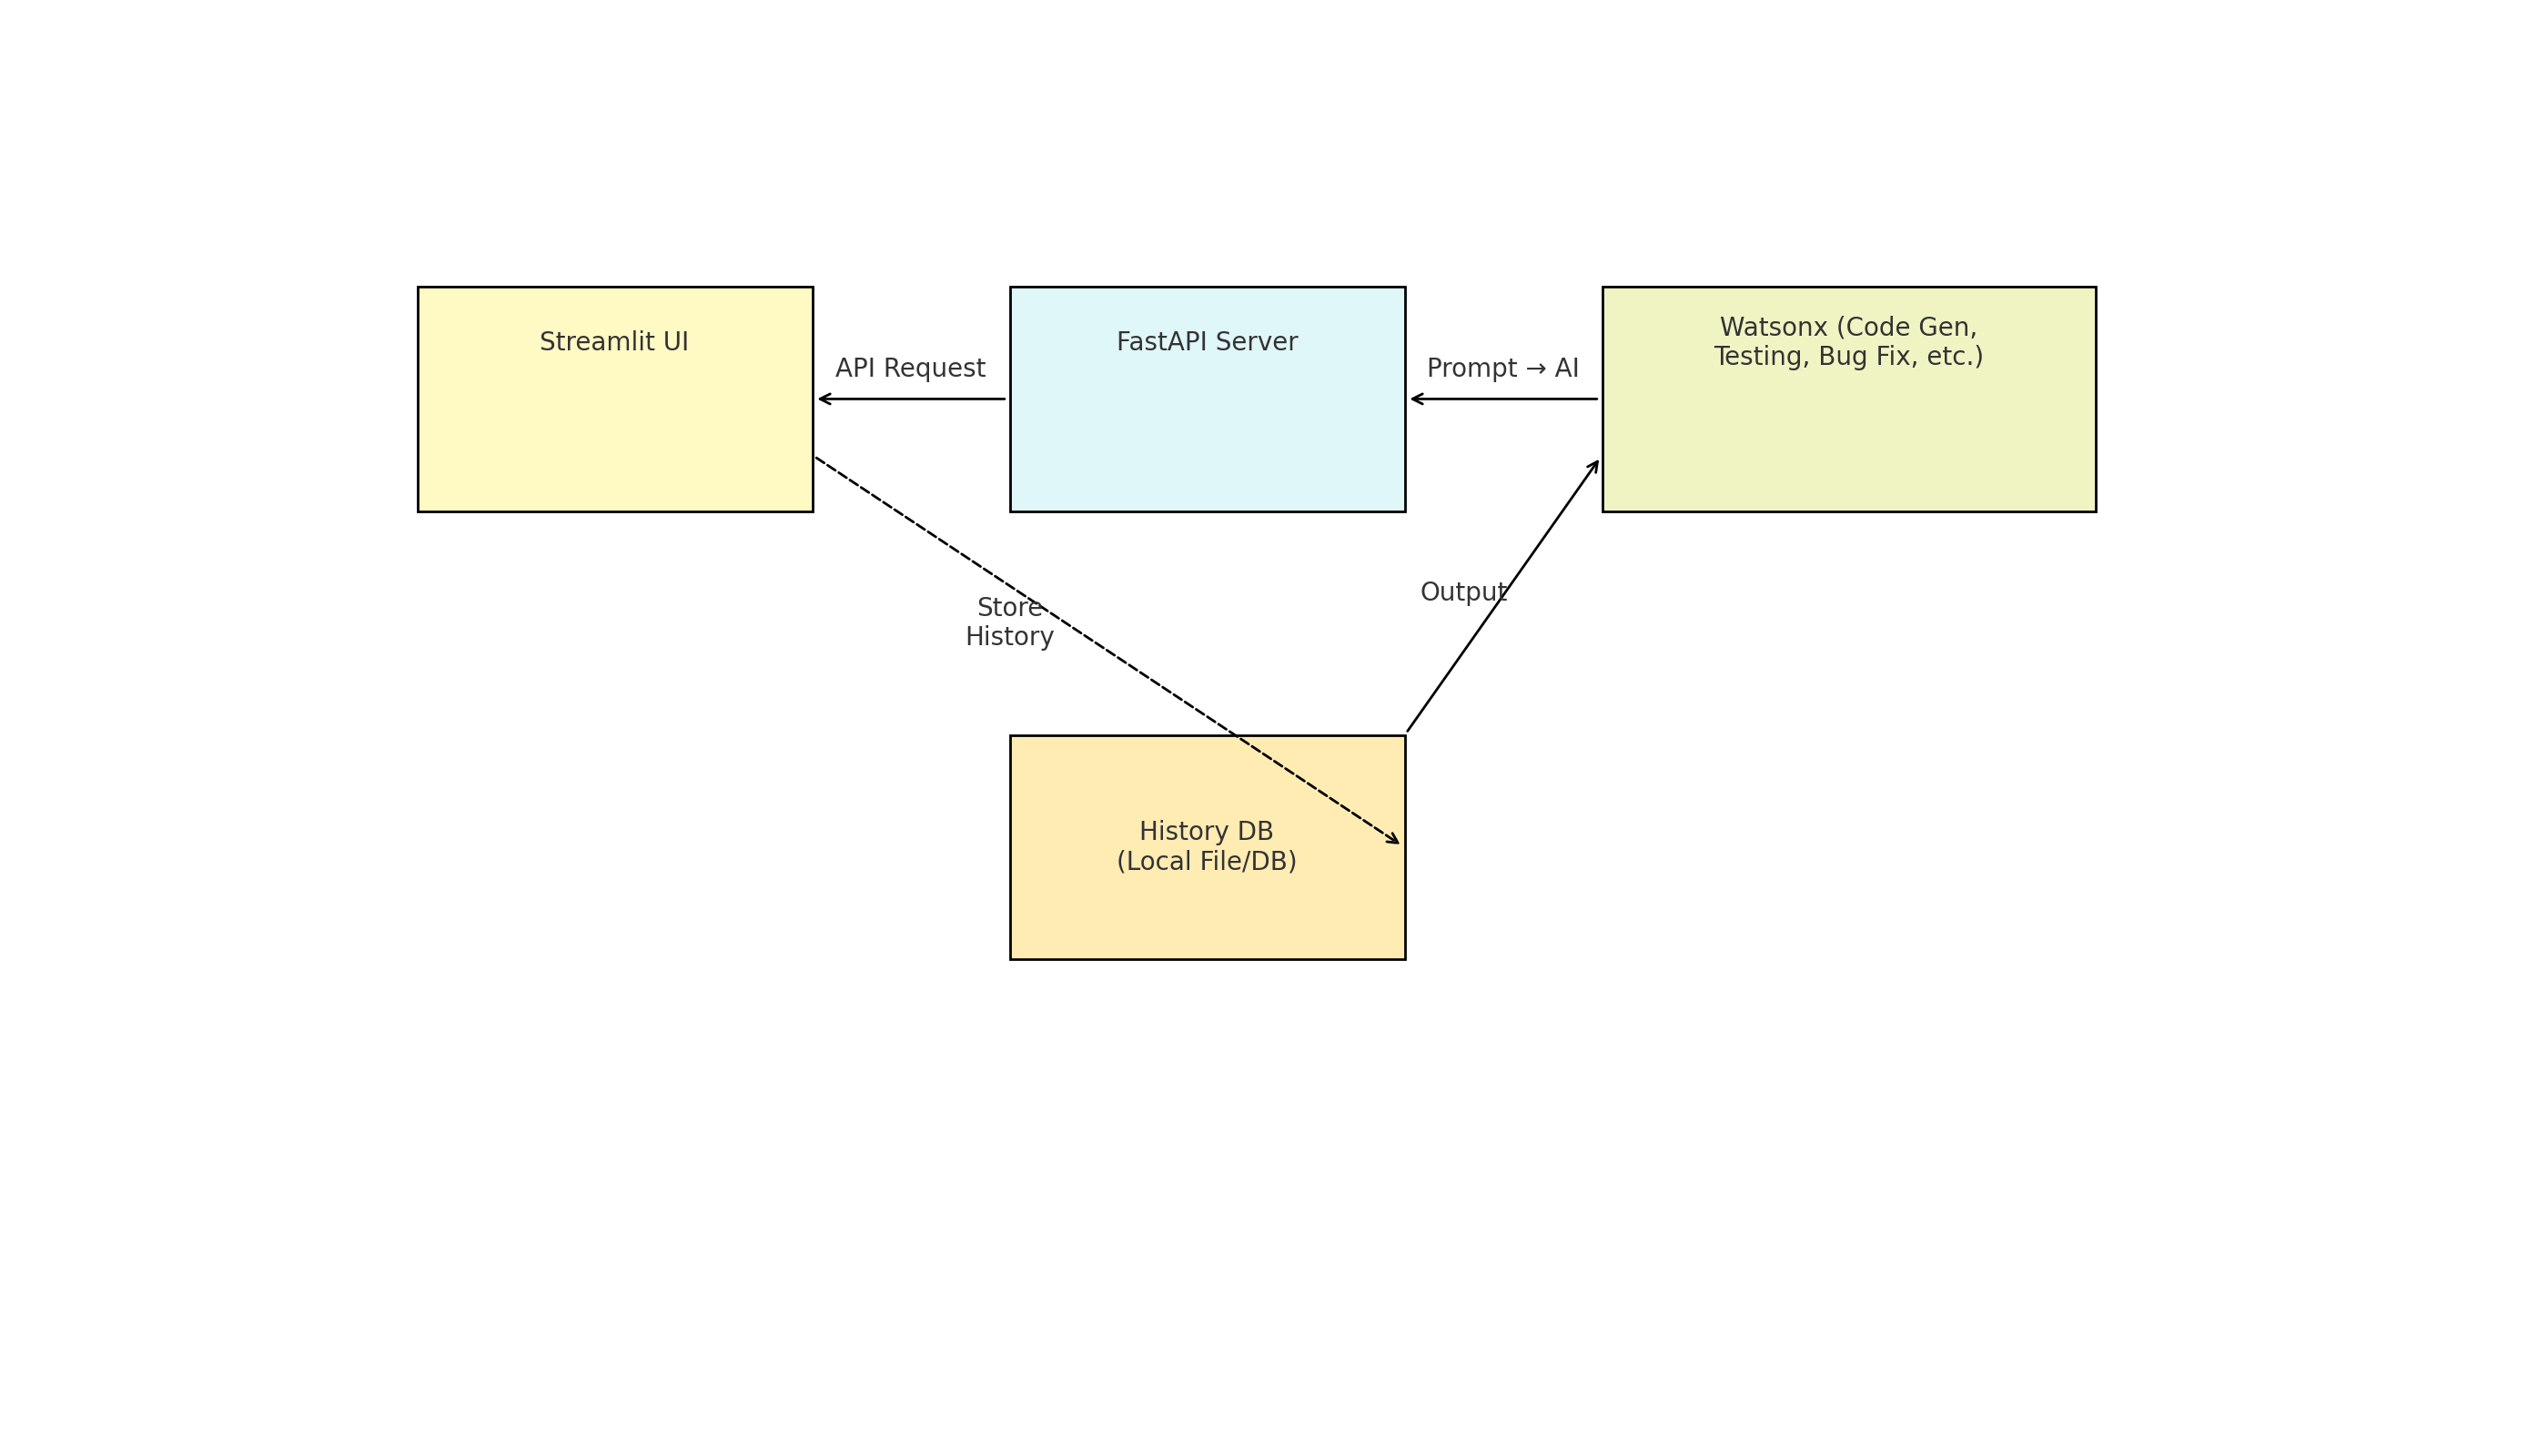 Streamlit UI
API Request
FastAPI Server
Prompt → AI
Watsonx (Code Gen,
Testing, Bug Fix, etc.)
Store
History
Output
History DB
(Local File/DB)